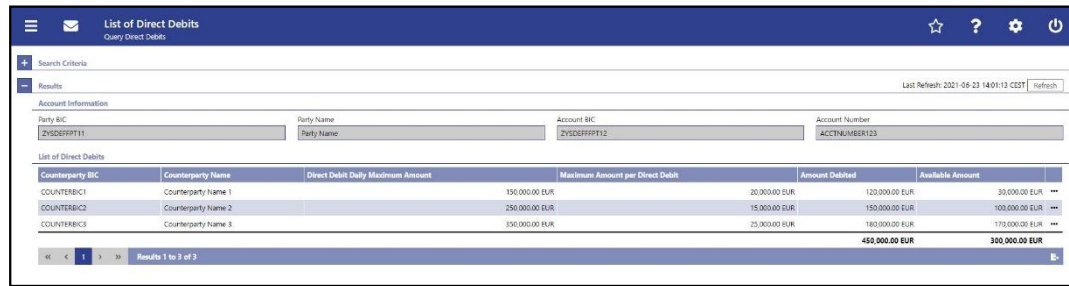 List of Direct Debits
Query Direct Debits
Search Criteria
Results
Last Refresh: 2021-06-23 14:01:13 CEST Refresh
Account Information
Party BIC Party Name Account BIC Account Number
ZYSDEFFPT11 Party Name ZYSDEFFFPT12 ACCTNUMBER123
List of Direct Debits
Counterparty BIC Counterparty Name Direct Debit Daily Maximum Amount Maximum Amount per Direct Debit Amount Debited Available Amount
COUNTERBIC1 Counterparty Name 1 150,000.00 EUR 20,000.00 EUR 120,000.00 EUR 30,000.00 EUR
COUNTERBIC2 Counterparty Name 2 250,000.00 EUR 15,000.00 EUR 150,000.00 EUR 100,000.00 EUR
COUNTERBIC3 Counterparty Name 3 350,000.00 EUR 25,000.00 EUR 180,000.00 EUR 170,000.00 EUR
450,000.00 EUR 300,000.00 EUR
« < 1 > » Results 1 to 3 of 3